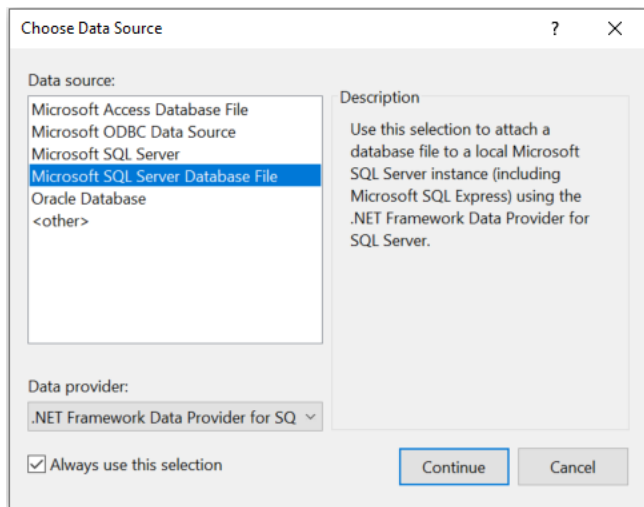 Choose Data Source
?
Data source:
Microsoft Access Database File
Microsoft ODBC Data Source
Microsoft SQL Server
Microsoft SQL Server Database File
Oracle Database
<other>
Description
Use this selection to attach a
database file to a local Microsoft
SQL Server instance (including
Microsoft SQL Express) using the
.NET Framework Data Provider for
SQL Server.
Data provider:
.NET Framework Data Provider for SQ
Always use this selection
Continue
Cancel